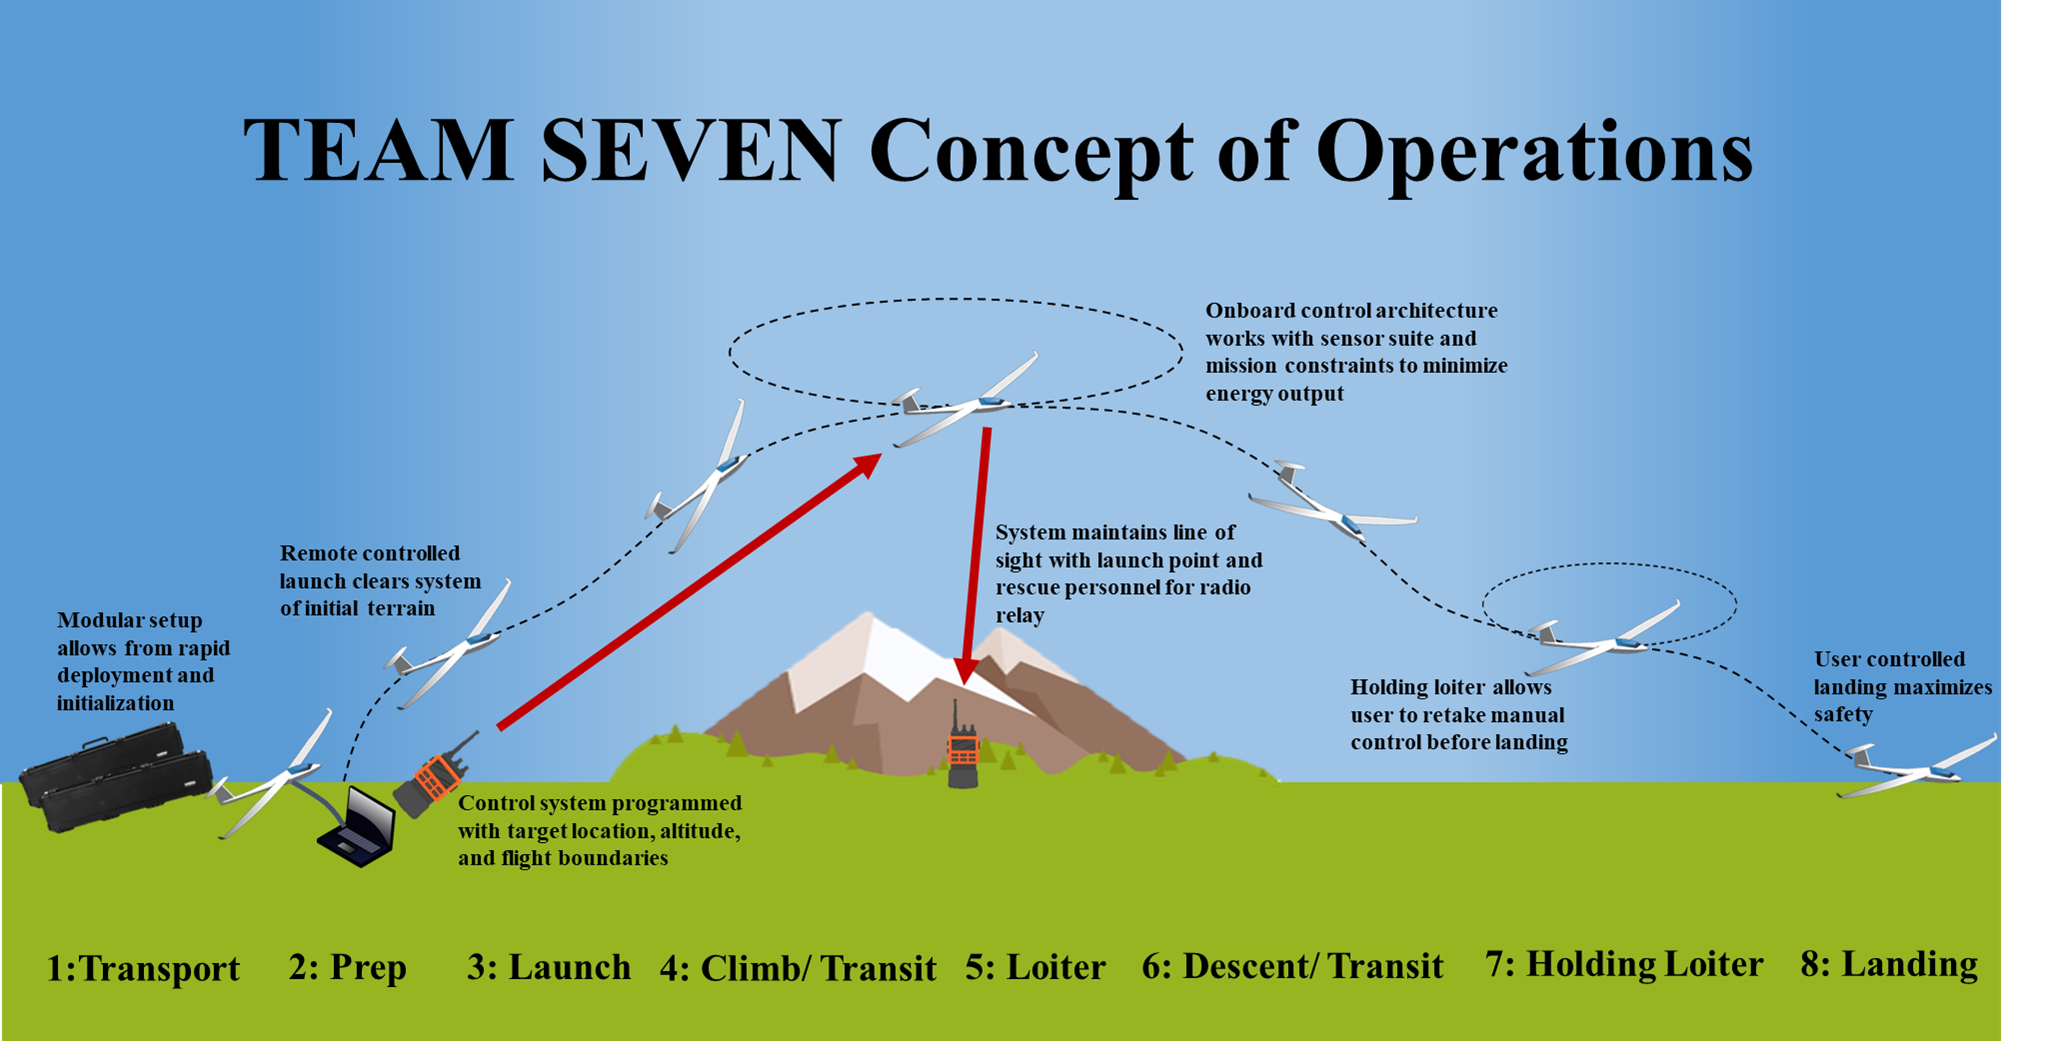 TEAM SEVEN Concept of Operations
Onboard control architecture
works with sensor suite and
mission constraints to minimize
energy output
System maintains line of
sight with launch point and
rescue personnel for radio
relay
Remote controlled
launch clears system
of initial terrain
Modular setup
allows from rapid
deployment and
initialization
Holding loiter allows
user to retake manual
control before landing
User controlled
landing maximizes
safety
Control system programmed
with target location, altitude,
and flight boundaries
1:Transport
2: Prep
3: Launch
4: Climb/ Transit
5: Loiter
6: Descent/ Transit
7: Holding Loiter
8: Landing